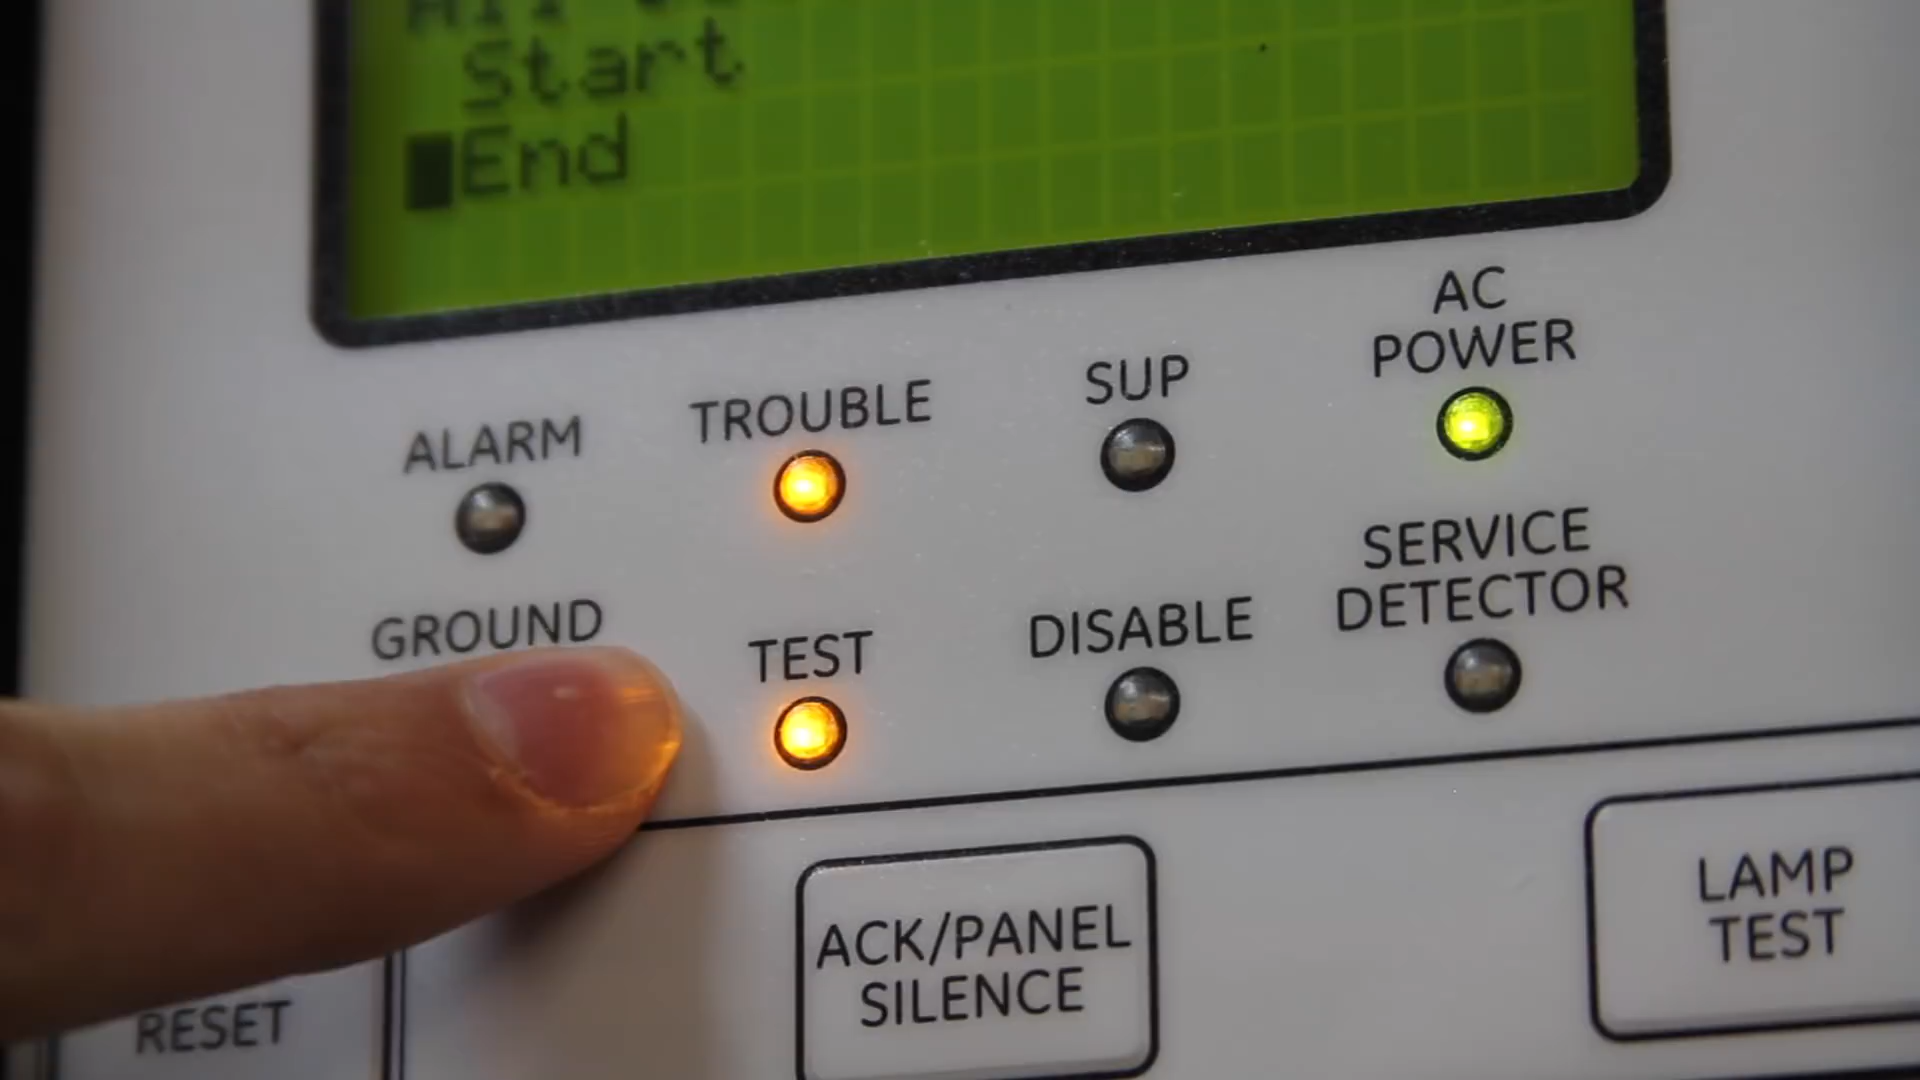 Start
End
AC
POWER
SUP
TROUBLE
ALARM
SERVICE
DETECTOR
DISABLE
TEST
GROUND
LAMP
TEST
ACK/PANEL
SILENCE
RESET